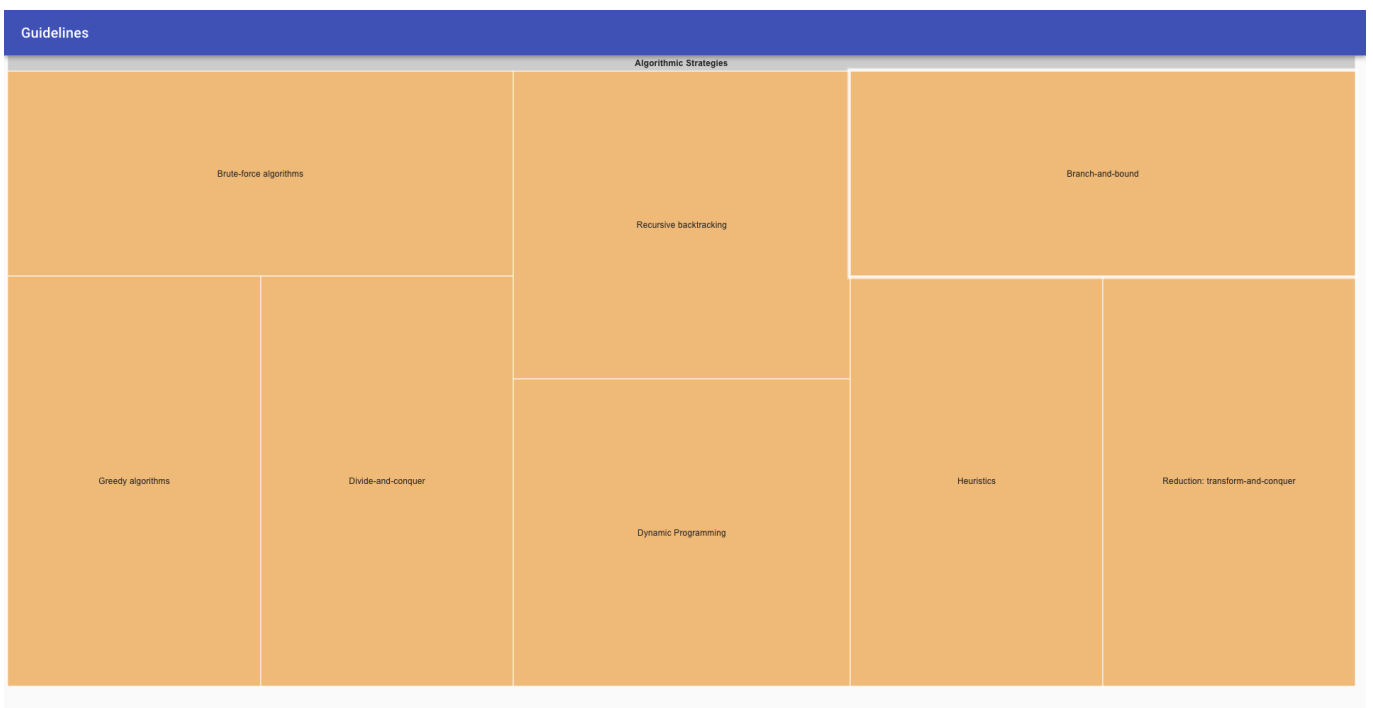 Guidelines
Algorithmic Strategies
Brute-force algorithms
Recursive backtracking
Branch-and-bound
Greedy algorithms
Divide-and-conquer
Dynamic Programming
Heuristics
Reduction: transform-and-conquer